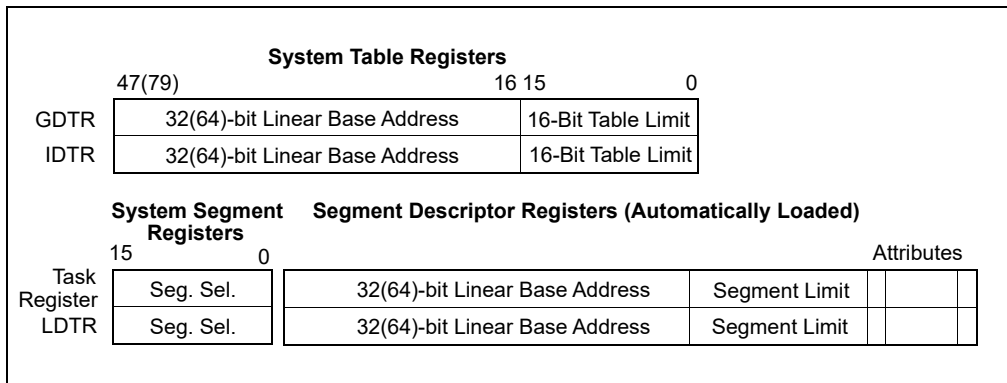 System Table Registers
47(79) 16 15 0
GDTR 32(64)-bit Linear Base Address 16-Bit Table Limit
IDTR 32(64)-bit Linear Base Address 16-Bit Table Limit
System Segment Registers Segment Descriptor Registers (Automatically Loaded)
15 0 Attributes
Task Register Seg. Sel. 32(64)-bit Linear Base Address Segment Limit
LDTR Seg. Sel. 32(64)-bit Linear Base Address Segment Limit